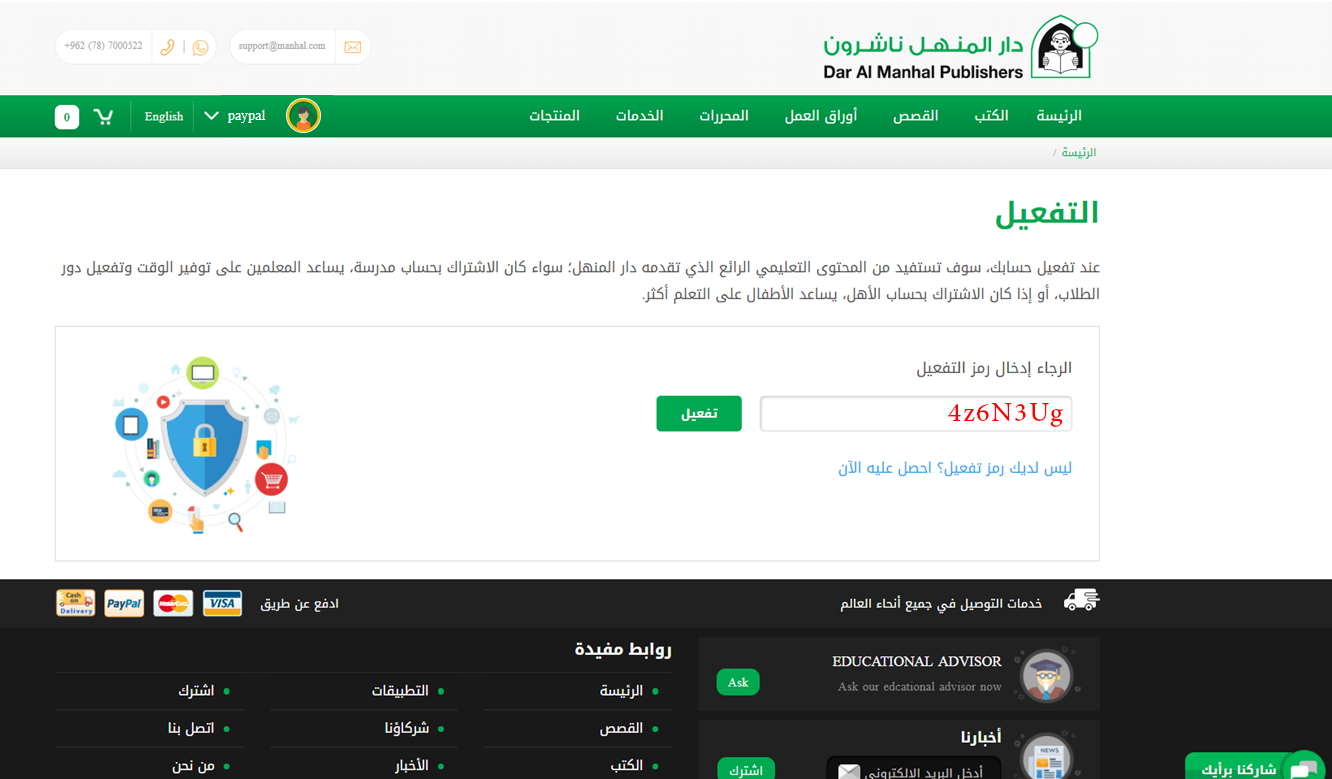 دار المنهل ناشرون
Dar Al Manhal Publishers
support@manhal.com
+962 (78) 7000522
الرئيسة
الكتب
القصص
أوراق العمل
المحررات
الخدمات
المنتجات
paypal
English
0
الرئيسة /
التفعيل
عند تفعيل حسابك، سوف تستفيد من المحتوى التعليمي الرائع الذي تقدمه دار المنهل؛ سواء كان الاشتراك بحساب مدرسة، يساعد المعلمين على توفير الوقت وتفعيل دور
الطلاب، أو إذا كان الاشتراك بحساب الأهل، يساعد الأطفال على التعلم أكثر.
الرجاء إدخال رمز التفعيل
4z6N3Ug
تفعيل
ليس لديك رمز تفعيل؟ احصل عليه الآن
خدمات التوصيل في جميع أنحاء العالم
ادفع عن طريق
VISA
MasterCard
PayPal
Cash
on
Delivery
EDUCATIONAL ADVISOR
Ask our edcational advisor now
Ask
أخبارنا
NEWS
أدخل البريد الالكتروني
اشترك
روابط مفيدة
الرئيسة
التطبيقات
اشترك
القصص
شركاؤنا
اتصل بنا
الكتب
الأخبار
من نحن
شاركنا برأيك